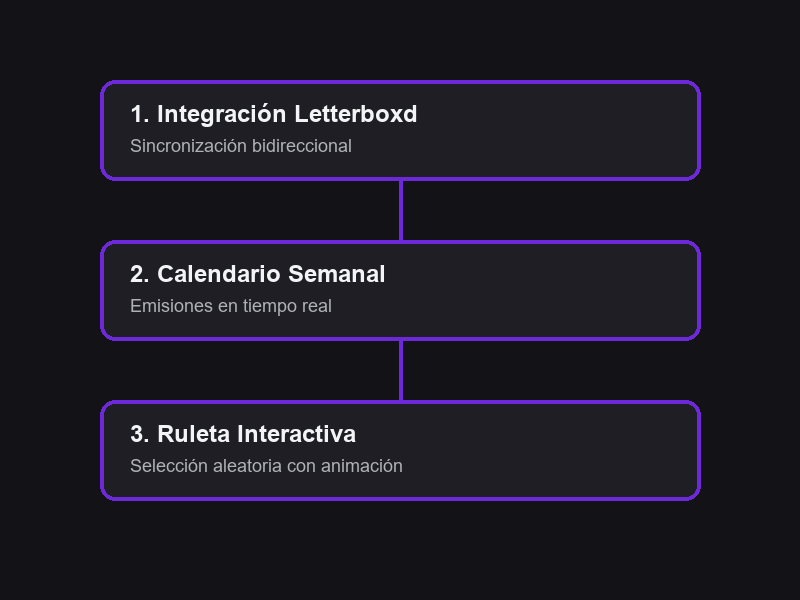 1. Integración Letterboxd
Sincronización bidireccional
2. Calendario Semanal
Emisiones en tiempo real
3. Ruleta Interactiva
Selección aleatoria con animación